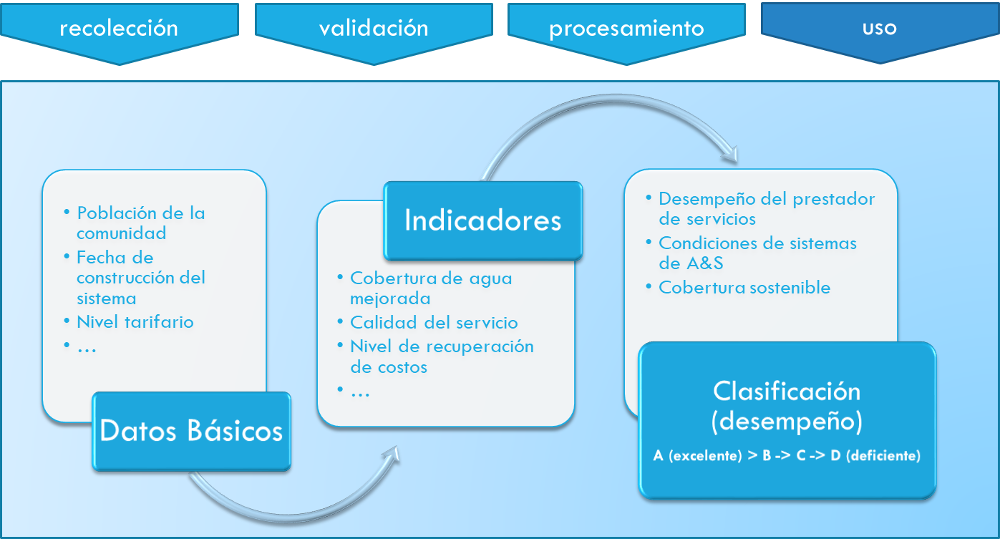 recolección
validación
procesamiento
uso
• Población de la
comunidad
• Fecha de
construcción del
sistema
• Nivel tarifario
• ...
Datos Básicos
Indicadores
• Cobertura de agua
mejorada
• Calidad del servicio
• Nivel de recuperación
de costos
• ...
• Desempeño del prestador
de servicios
• Condiciones de sistemas
de A&S
• Cobertura sostenible
Clasificación
(desempeño)
A (excelente) > B -> C -> D (deficiente)